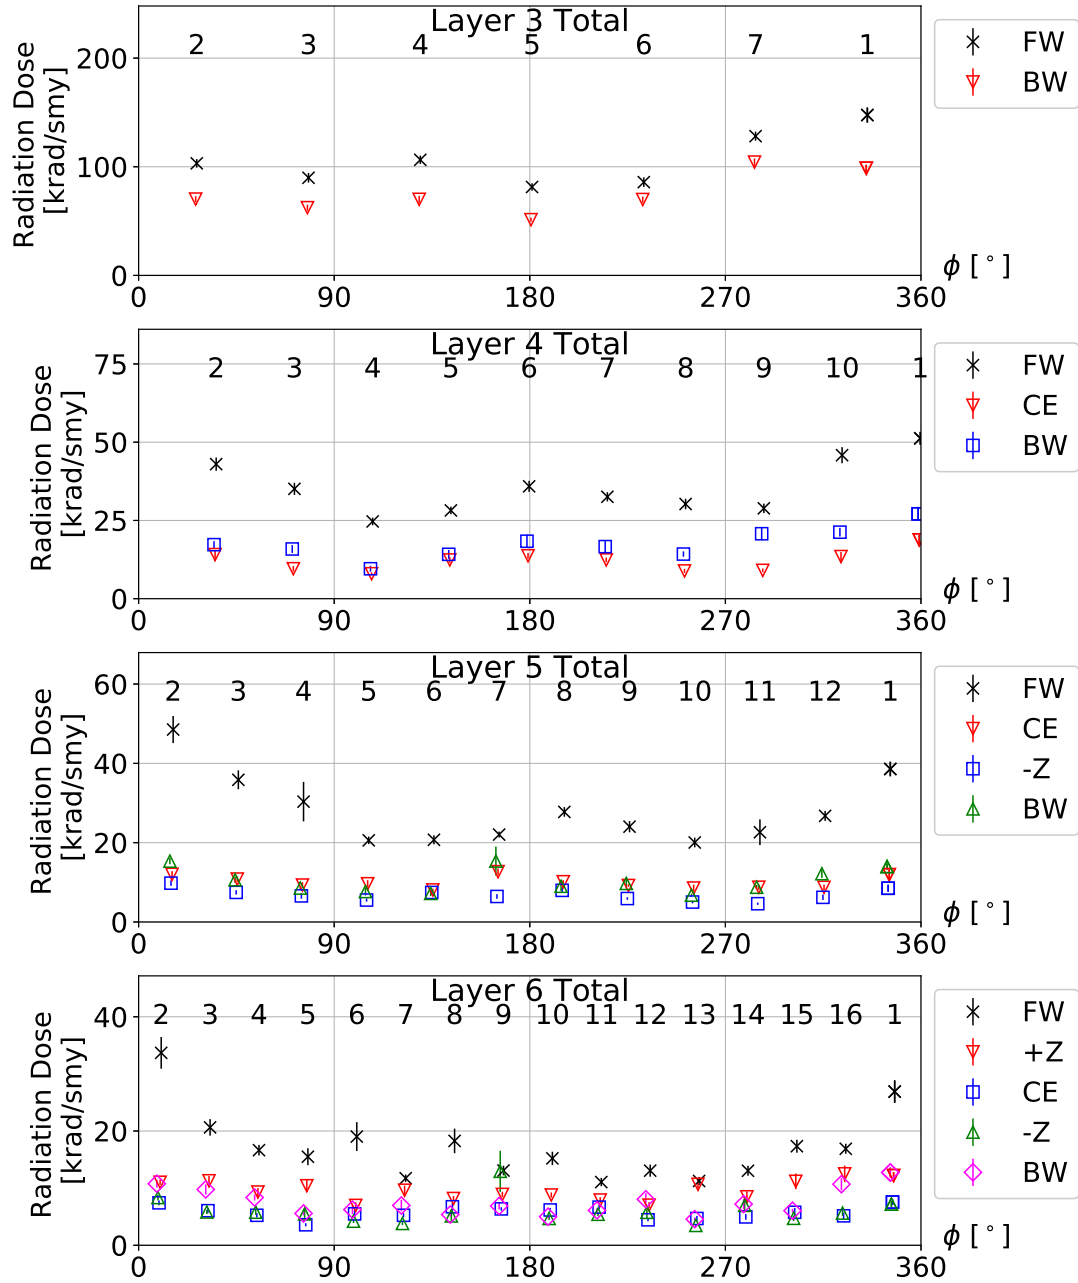 Layer 3 Total
2 3 4 5 6 7 1
200
100
0
Radiation Dose
[krad/smy]
0 90 180 270 360
ϕ [°]
FW
BW
Layer 4 Total
2 3 4 5 6 7 8 9 10 1
75
50
25
0
Radiation Dose
[krad/smy]
0 90 180 270 360
ϕ [°]
FW
CE
BW
Layer 5 Total
2 3 4 5 6 7 8 9 10 11 12 1
60
40
20
0
Radiation Dose
[krad/smy]
0 90 180 270 360
ϕ [°]
FW
CE
-Z
BW
Layer 6 Total
2 3 4 5 6 7 8 9 10 11 12 13 14 15 16 1
40
20
0
Radiation Dose
[krad/smy]
0 90 180 270 360
ϕ [°]
FW
+Z
CE
-Z
BW